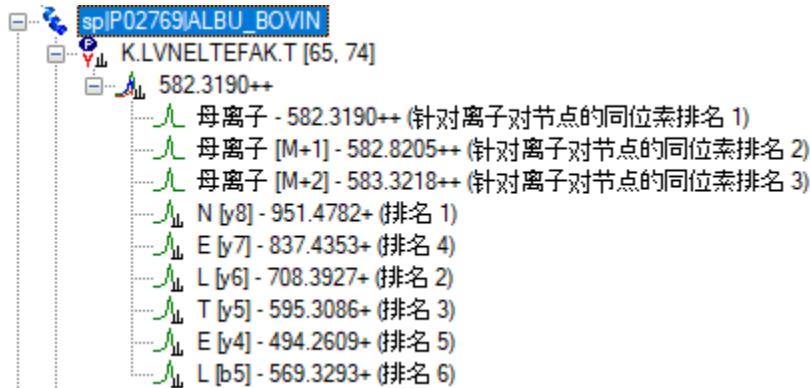 sp|P02769|ALBU_BOVIN
K.LVNELTEFAK.T [65, 74]
582.3190++
母离子 - 582.3190++ (针对离子对节点的同位素排名 1)
母离子 [M+1] - 582.8205++ (针对离子对节点的同位素排名 2)
母离子 [M+2] - 583.3218++ (针对离子对节点的同位素排名 3)
N [y8] - 951.4782+ (排名 1)
E [y7] - 837.4353+ (排名 4)
L [y6] - 708.3927+ (排名 2)
T [y5] - 595.3086+ (排名 3)
E [y4] - 494.2609+ (排名 5)
L [b5] - 569.3293+ (排名 6)